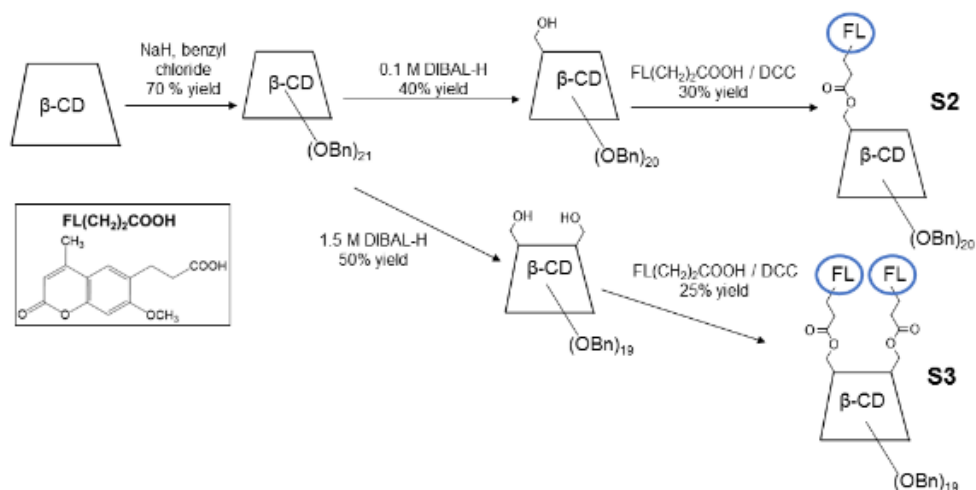 β-CD
NaH, benzyl
chloride
70 % yield
β-CD
(OBn)21
0.1 M DIBAL-H
40% yield
OH
β-CD
(OBn)20
FL(CH2)2COOH / DCC
30% yield
FL
O
O
S2
β-CD
(OBn)20
FL(CH2)2COOH
CH3
COOH
O
O
OCH3
1.5 M DIBAL-H
50% yield
OH
HO
β-CD
(OBn)19
FL(CH2)2COOH / DCC
25% yield
FL
FL
O
O
O
O
S3
β-CD
(OBn)19